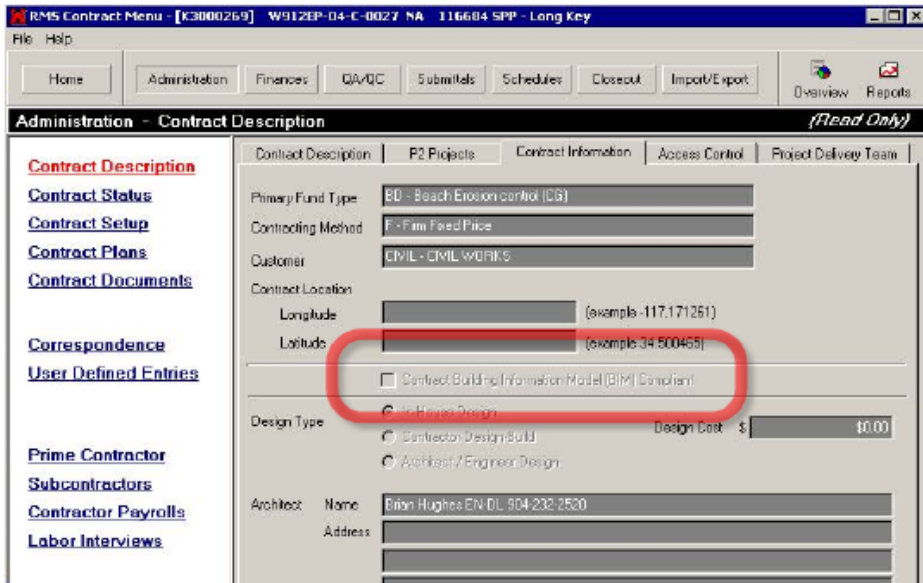 RMS Contract Menu - [K3000269] W912EP-04-C-0027 NA 116684 SPP - Long Key
File Help
Home Administration Finances QA/QC Submittals Schedules Closeout Import/Export Overview Reports
Administration - Contract Description (Read Only)
Contract Description P2 Projects Contract Information Access Control Project Delivery Team
Contract Description
Contract Status
Contract Setup
Contract Plans
Contract Documents
Correspondence
User Defined Entries
Prime Contractor
Subcontractors
Contractor Payrolls
Labor Interviews
Primary Fund Type BD - Beach Erosion control (CG)
Contracting Method F - Firm Fixed Price
Customer CIVIL - CIVIL WORKS
Contract Location
Longitude (example -117.171261)
Latitude (example 34.500465)
Contract Building Information Model (BIM) Compliant
Design Type In-House Design
Contractor Design-Build
Architect / Engineer Design
Design Cost $ $0.00
Architect Name Brian Hughes EN-DL 904-232-2520
Address